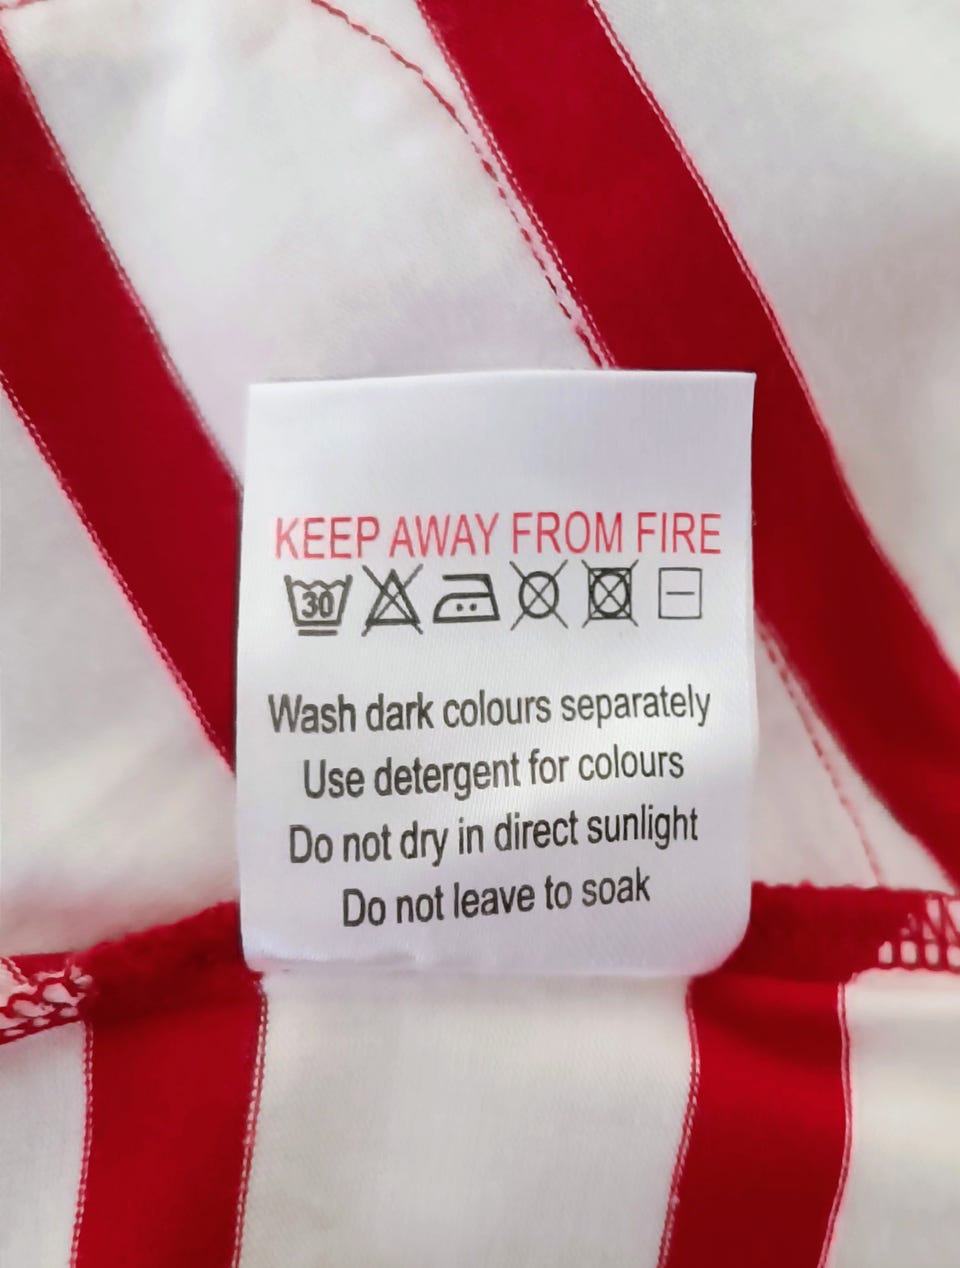 KEEP AWAY FROM FIRE
30
Wash dark colours separately
Use detergent for colours
Do not dry in direct sunlight
Do not leave to soak